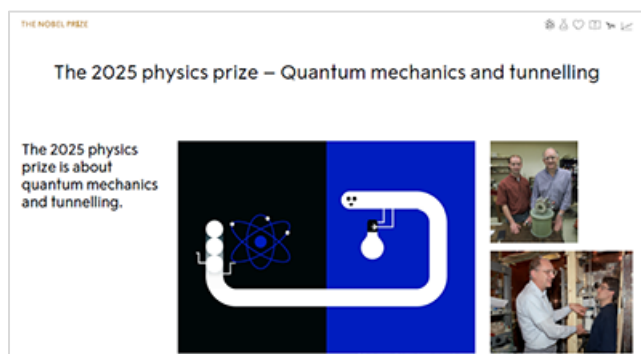 THE NOBEL PRIZE
The 2025 physics prize – Quantum mechanics and tunnelling
The 2025 physics
prize is about
quantum mechanics
and tunnelling.